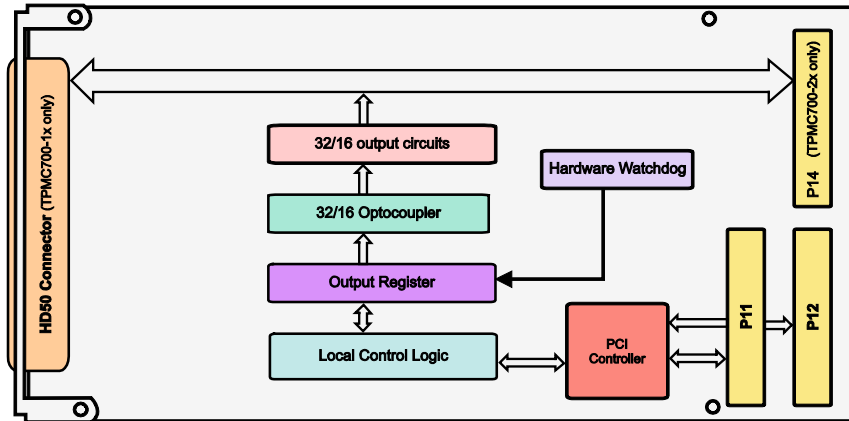 HD50 Connector (TPMC700-1x only)
32/16 output circuits
32/16 Optocoupler
Output Register
Local Control Logic
Hardware Watchdog
PCI
Controller
P11
P12
P14 (TPMC700-2x only)